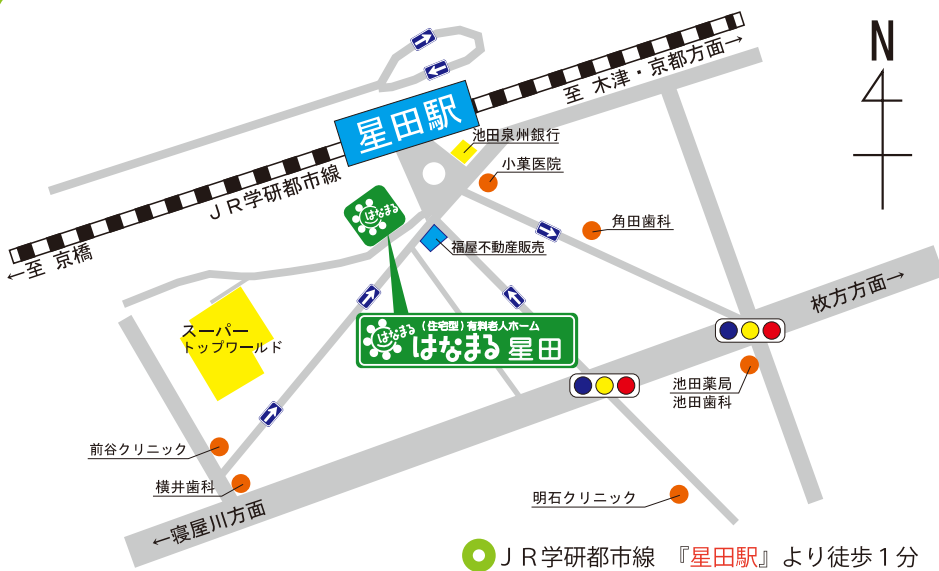 N
至 木津・京都方面→
星田駅
池田泉州銀行
小菓医院
JR学研都市線
はなまる
角田歯科
←至 京橋
福屋不動産販売
枚方方面→
スーパー
トップワールド
はなまる
(住宅型)有料老人ホーム
はなまる 星田
池田薬局
池田歯科
前谷クリニック
横井歯科
明石クリニック
←寝屋川方面
JR学研都市線 『星田駅』より徒歩1分